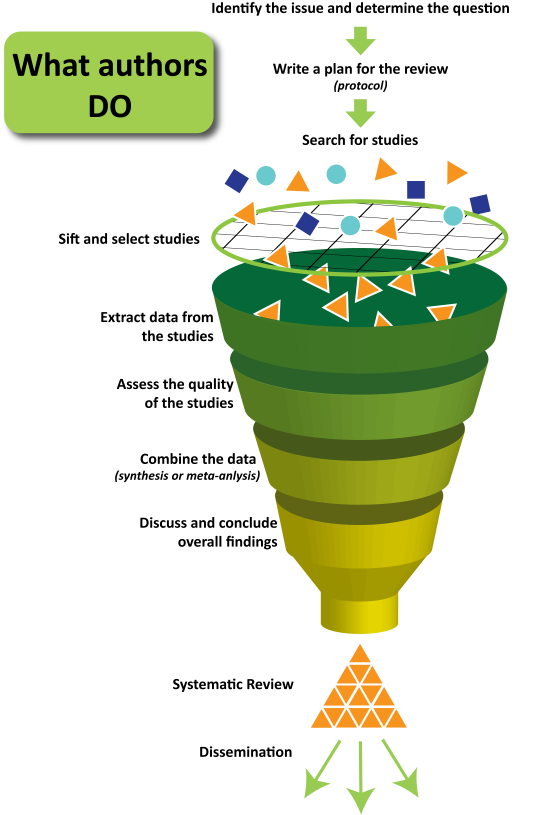 Identify the issue and determine the question
What authors
DO
Write a plan for the review
(protocol)
Search for studies
Sift and select studies
Extract data from
the studies
Assess the quality
of the studies
Combine the data
(synthesis or meta-anlysis)
Discuss and conclude
overall findings
Systematic Review
Dissemination